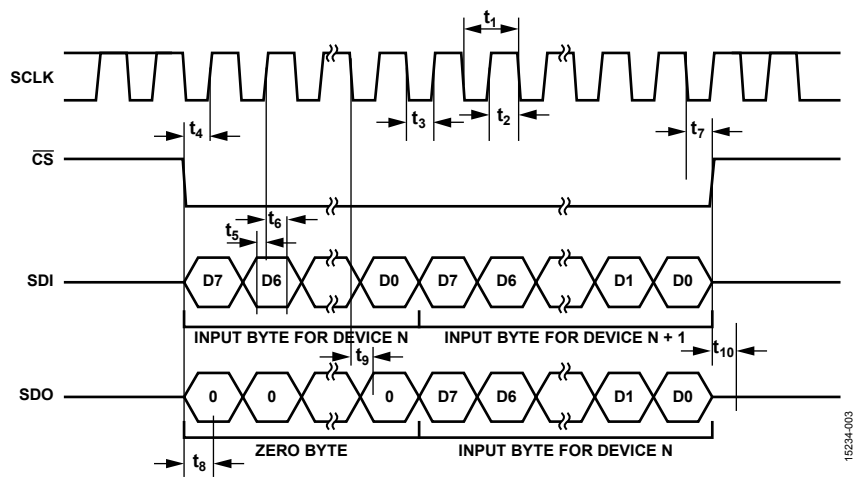 t1
SCLK
t4
t3
t2
t7
CS
t6
t5
SDI
D7
D6
D0
D7
D6
D1
D0
INPUT BYTE FOR DEVICE N
INPUT BYTE FOR DEVICE N + 1
t9
t10
SDO
0
0
0
D7
D6
D1
D0
ZERO BYTE
INPUT BYTE FOR DEVICE N
t8
15234-003